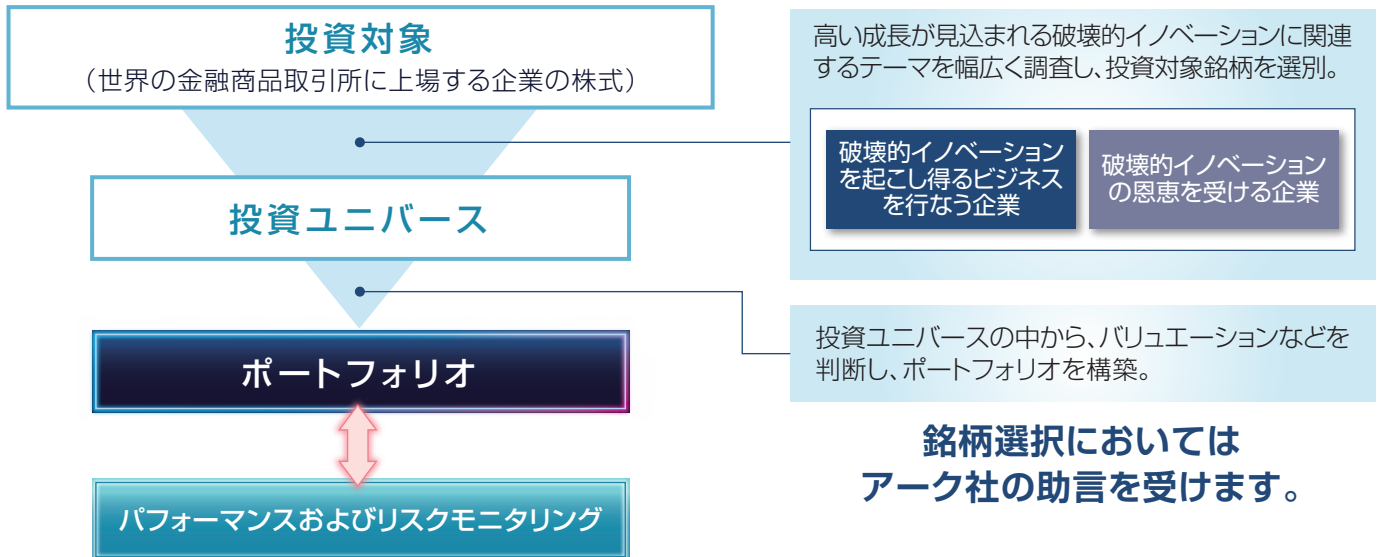 投資対象
（世界の金融商品取引所に上場する企業の株式）
高い成長が見込まれる破壊的イノベーションに関連
するテーマを幅広く調査し、投資対象銘柄を選別。
破壊的イノベーション
を起こし得るビジネス
を行なう企業
破壊的イノベーション
の恩恵を受ける企業
投資ユニバース
投資ユニバースの中から、バリュエーションなどを
判断し、ポートフォリオを構築。
ポートフォリオ
銘柄選択においては
アーク社の助言を受けます。
パフォーマンスおよびリスクモニタリング